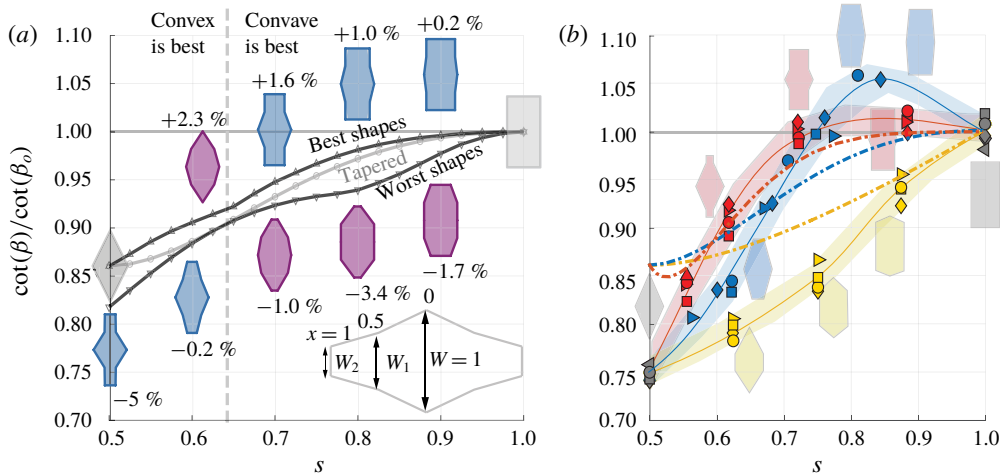 (a)
Convex
is best
Convave
is best
+1.0 %
+0.2 %
(b)
1.10
1.05
1.00
0.95
0.90
0.85
0.80
0.75
0.70
cot(β)/cot(βo)
+2.3 %
+1.6 %
Best shapes
Tapered
Worst shapes
−5 %
−0.2 %
−1.0 %
−3.4 %
−1.7 %
x = 1
0.5
0
W2
W1
W = 1
0.5 0.6 0.7 0.8 0.9 1.0
s
1.10
1.05
1.00
0.95
0.90
0.85
0.80
0.75
0.70
0.5 0.6 0.7 0.8 0.9 1.0
s